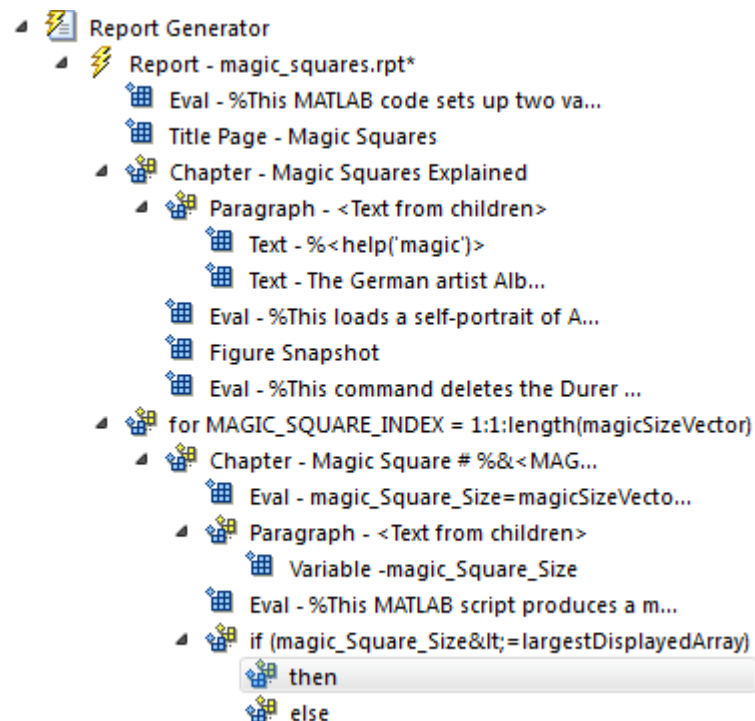 Report Generator
Report - magic_squares.rpt*
Eval - %This MATLAB code sets up two va...
Title Page - Magic Squares
Chapter - Magic Squares Explained
Paragraph - <Text from children>
Text - %<help('magic')>
Text - The German artist Alb...
Eval - %This loads a self-portrait of A...
Figure Snapshot
Eval - %This command deletes the Durer ...
for MAGIC_SQUARE_INDEX = 1:1:length(magicSizeVector)
Chapter - Magic Square # %&<MAG...
Eval - magic_Square_Size=magicSizeVecto...
Paragraph - <Text from children>
Variable -magic_Square_Size
Eval - %This MATLAB script produces a m...
if (magic_Square_Size&lt;=largestDisplayedArray)
then
else